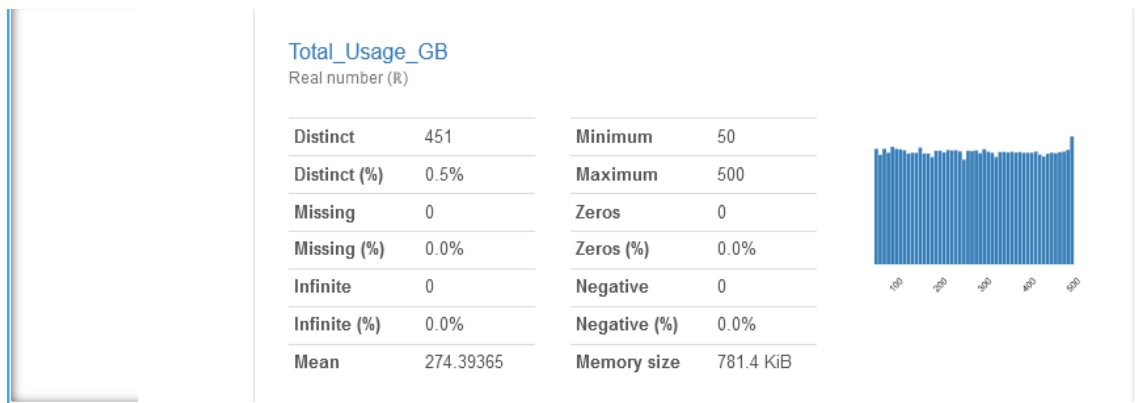 Total_Usage_GB
Real number (ℝ)
Distinct 451 Minimum 50
Distinct (%) 0.5% Maximum 500
Missing 0 Zeros 0
Missing (%) 0.0% Zeros (%) 0.0%
Infinite 0 Negative 0
Infinite (%) 0.0% Negative (%) 0.0%
Mean 274.39365 Memory size 781.4 KiB
100 200 300 400 500